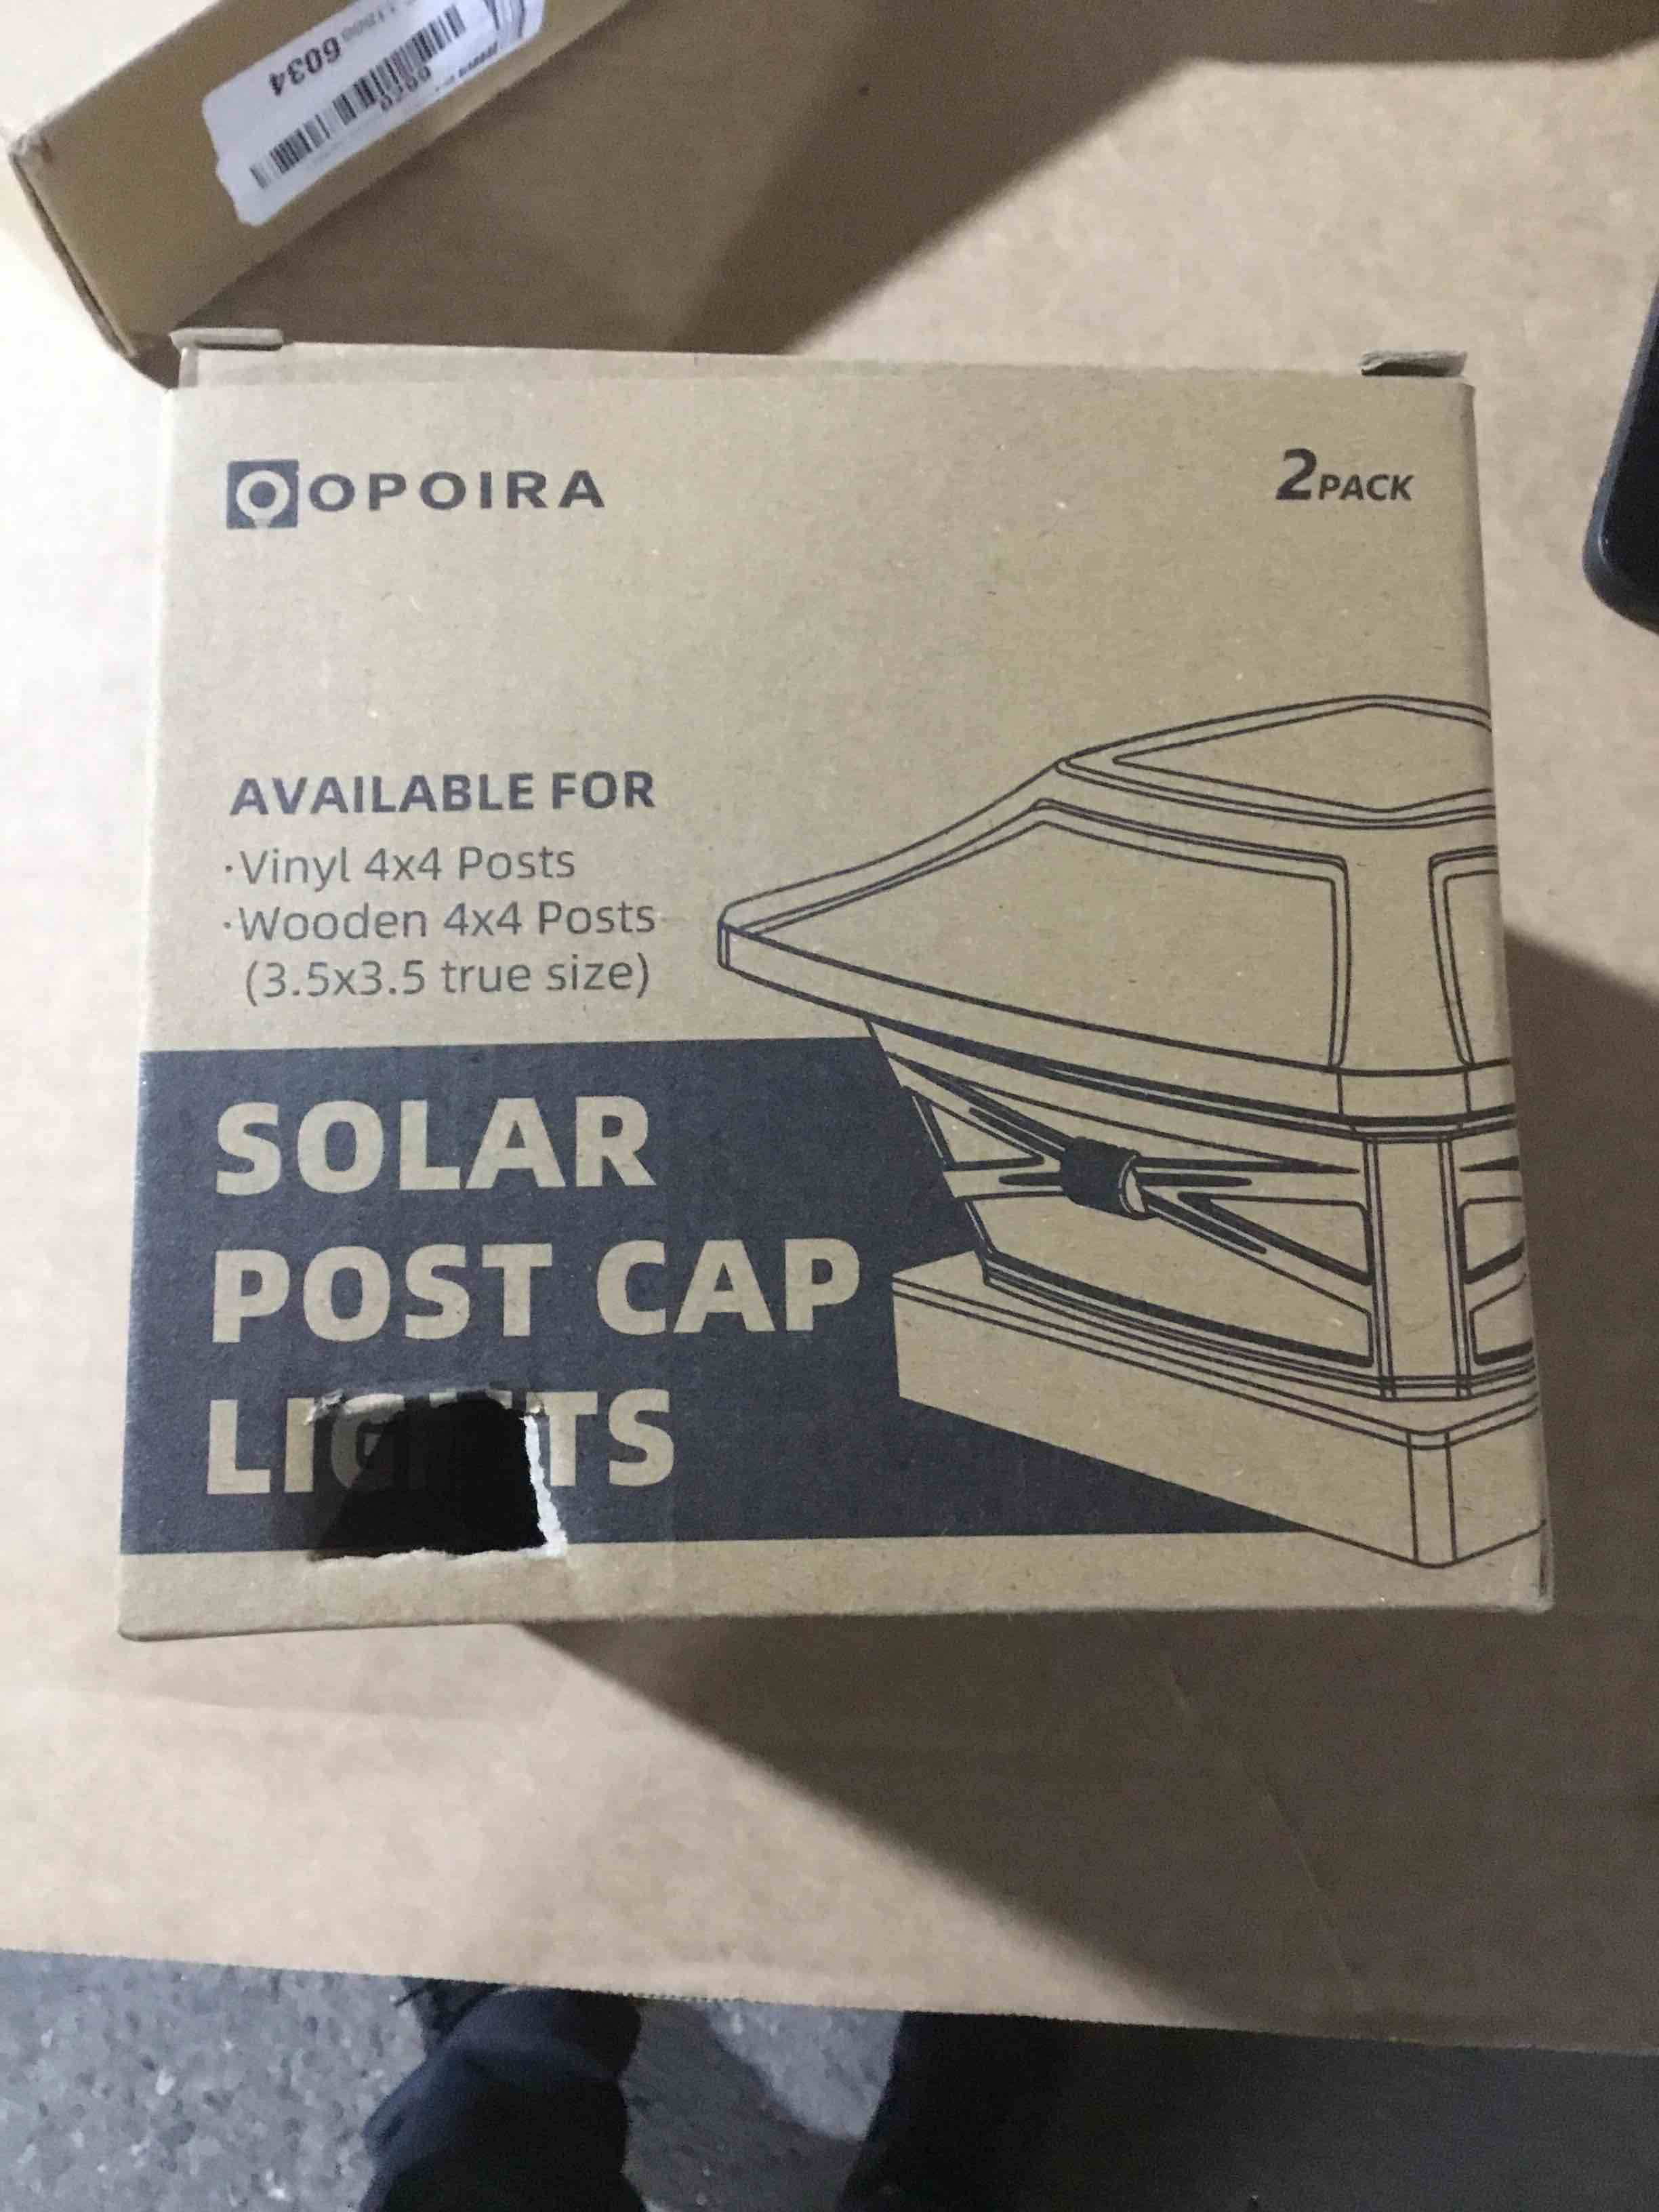 6034
OPOIRA
2PACK
AVAILABLE FOR
·Vinyl 4x4 Posts
·Wooden 4x4 Posts
(3.5x3.5 true size)
SOLAR
POST CAP